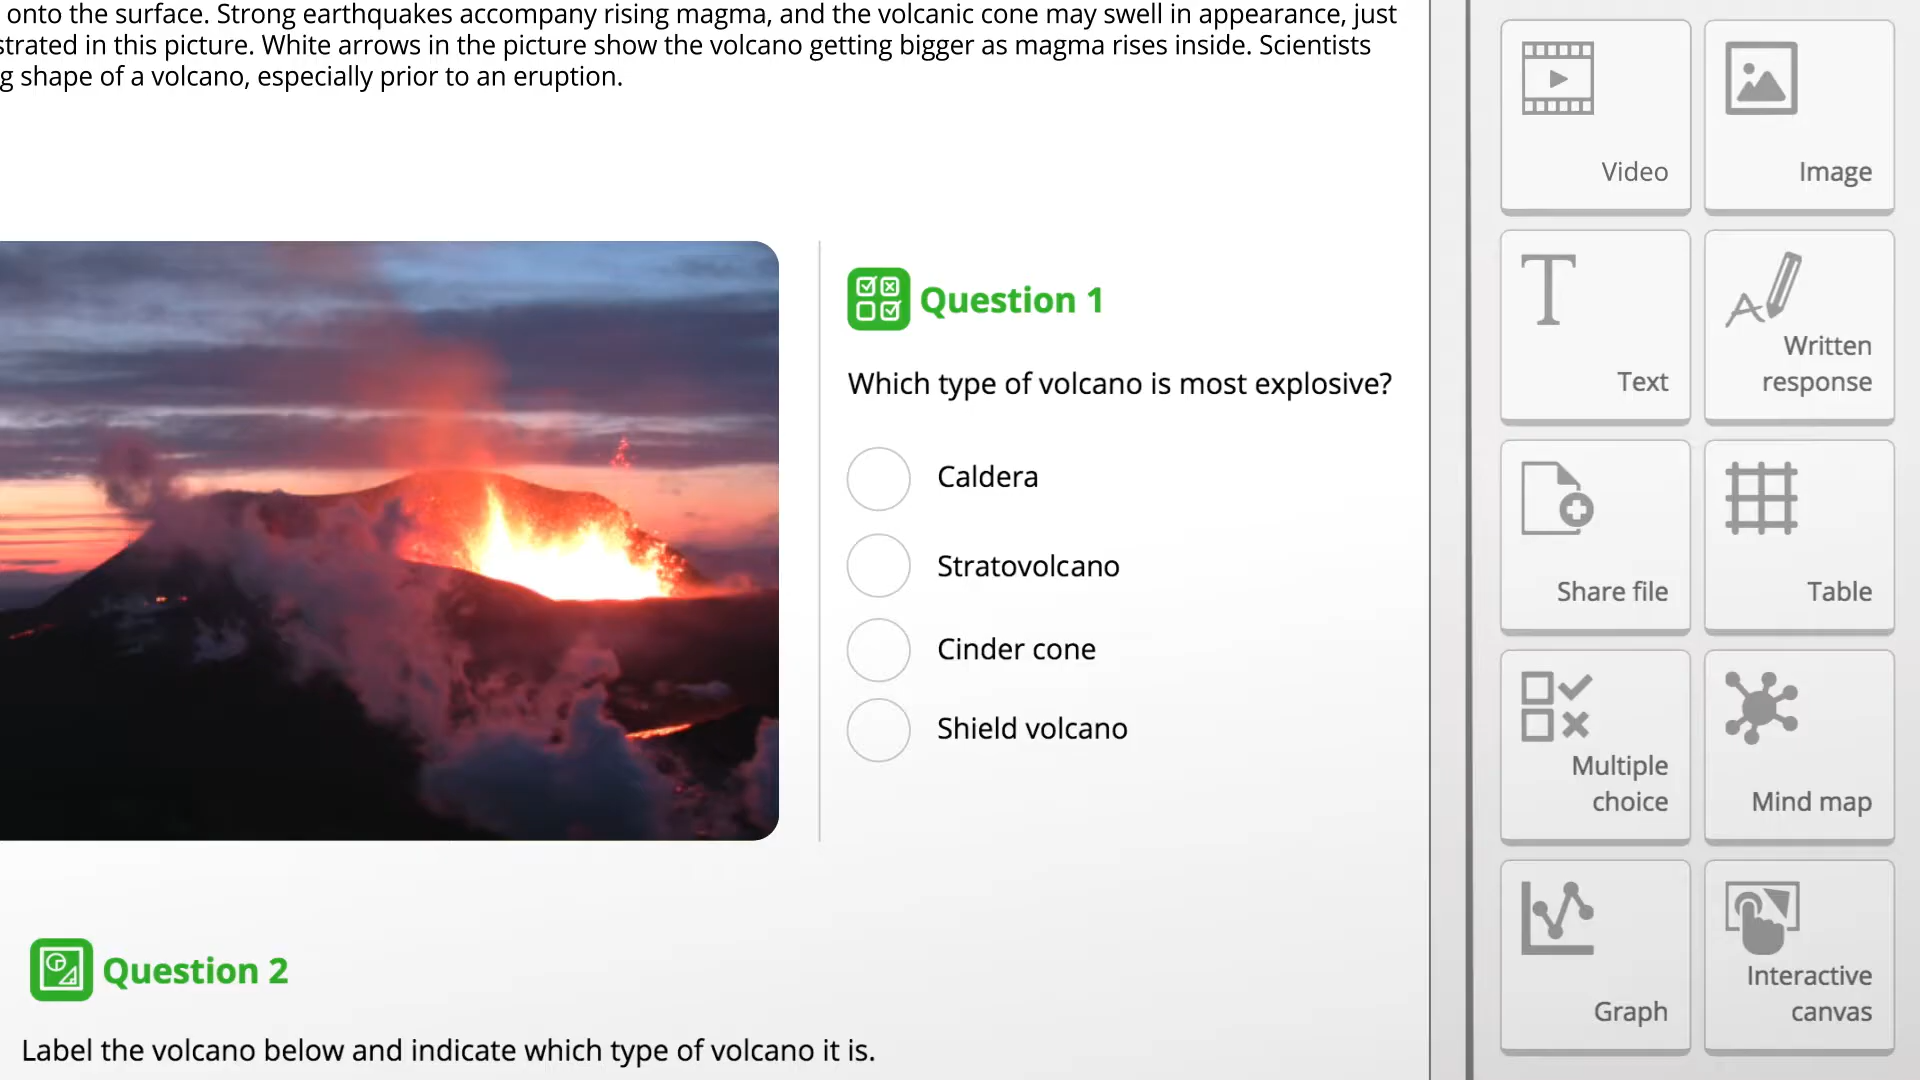 onto the surface. Strong earthquakes accompany rising magma, and the volcanic cone may swell in appearance, just
strated in this picture. White arrows in the picture show the volcano getting bigger as magma rises inside. Scientists
g shape of a volcano, especially prior to an eruption.
Question 1
Which type of volcano is most explosive?
Caldera
Stratovolcano
Cinder cone
Shield volcano
Question 2
Label the volcano below and indicate which type of volcano it is.
Video
Image
Text
Written
response
Share file
Table
Multiple
choice
Mind map
Graph
Interactive
canvas